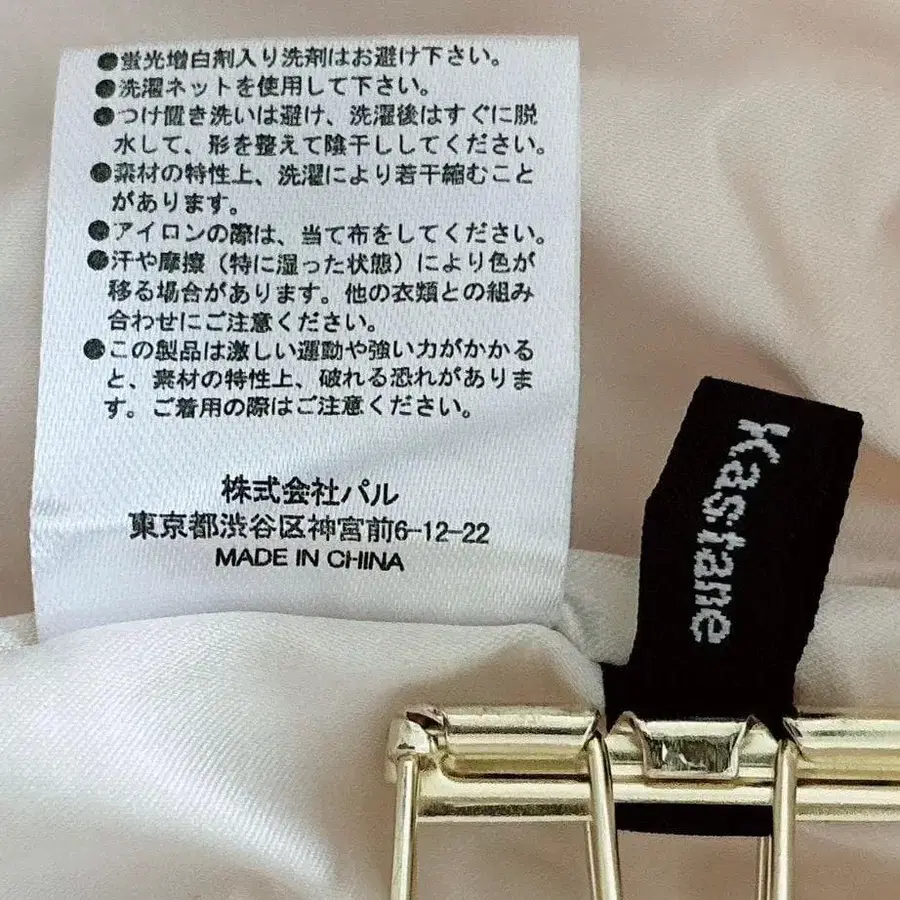 ●蛍光増白剤入り洗剤はお避け下さい。
●洗濯ネットを使用して下さい。
●つけ置き洗いは避け、洗濯後はすぐに脱
水して、形を整えて陰干ししてください。
●素材の特性上、洗濯により若干縮むこと
があります。
●アイロンの際は、当て布をしてください。
●汗や摩擦（特に湿った状態）により色が
移る場合があります。他の衣類との組み
合わせにご注意ください。
●この製品は激しい運動や強い力がかかる
と、素材の特性上、破れる恐れがありま
す。ご着用の際はご注意ください。
株式会社パル
東京都渋谷区神宮前6-12-22
MADE IN CHINA
Kastane